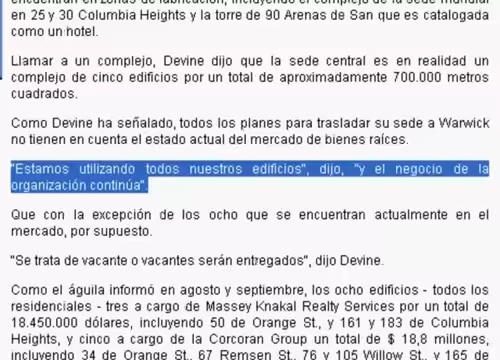 encuentran en zonas de fabricación, incluyendo el complejo de la sede mundial
en 25 y 30 Columbia Heights y la torre de 90 Arenas de San que es catalogada
como un hotel.
Llamar a un complejo, Devine dijo que la sede central es en realidad un
complejo de cinco edificios por un total de aproximadamente 700.000 metros
cuadrados.
Como Devine ha señalado, todos los planes para trasladar su sede a Warwick
no tienen en cuenta el estado actual del mercado de bienes raíces.
"Estamos utilizando todos nuestros edificios", dijo, "y el negocio de la
organización continúa".
Que con la excepción de los ocho que se encuentran actualmente en el
mercado, por supuesto.
"Se trata de vacante o vacantes serán entregados", dijo Devine.
Como el águila informó en agosto y septiembre, los ocho edificios - todos los
residenciales - tres a cargo de Massey Knakal Realty Services por un total de
18.450.000 dólares, incluyendo 50 de Orange St., y 161 y 183 de Columbia
Heights, y cinco a cargo de la Corcoran Group un total de $ 18,8 millones,
incluyendo 34 de Orange St., 67 Remsen St., 76 y 105 Willow St., y 165 de